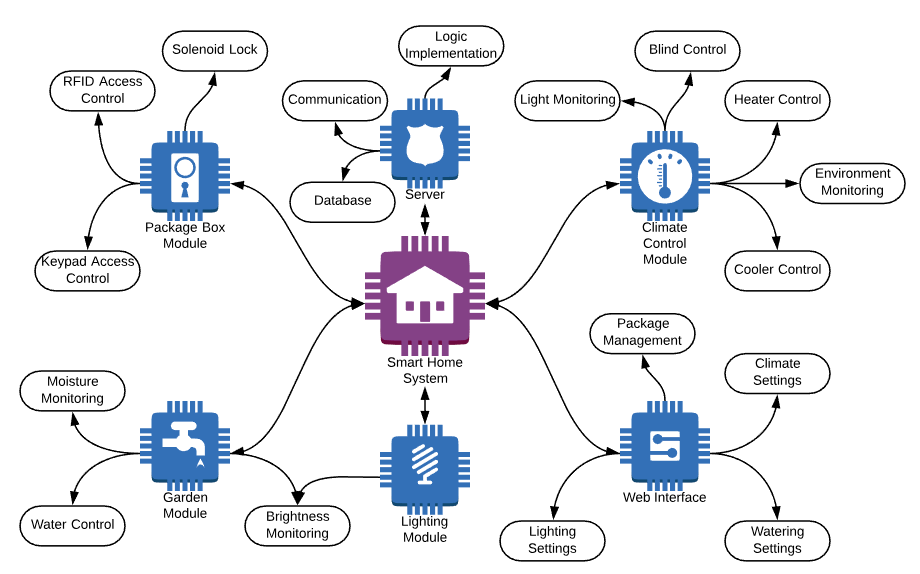 Solenoid Lock
RFID Access
Control
Keypad Access
Control
Package Box
Module
Logic
Implementation
Communication
Database
Server
Blind Control
Light Monitoring
Heater Control
Environment
Monitoring
Cooler Control
Climate
Control
Module
Smart Home
System
Moisture
Monitoring
Water Control
Garden
Module
Brightness
Monitoring
Lighting
Module
Package
Management
Climate
Settings
Web Interface
Lighting
Settings
Watering
Settings